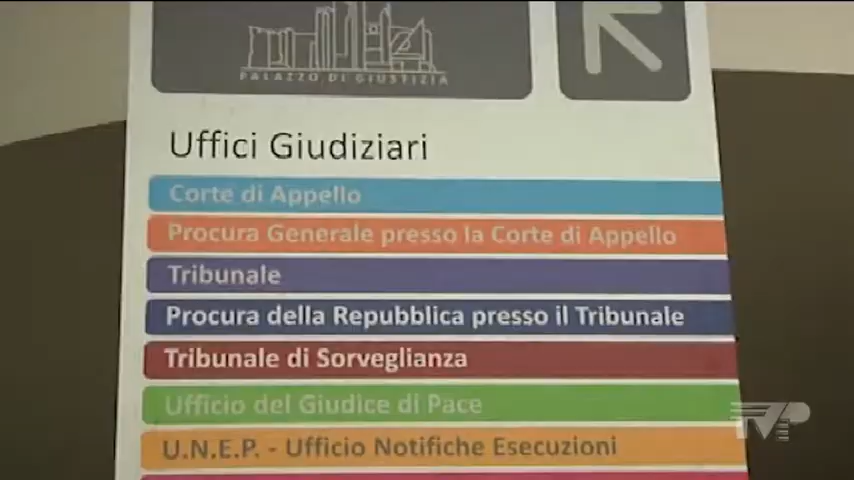 PALAZZO DI GIUSTIZIA
Uffici Giudiziari
Corte di Appello
Procura Generale presso la Corte di Appello
Tribunale
Procura della Repubblica presso il Tribunale
Tribunale di Sorveglianza
Ufficio del Giudice di Pace
U.N.E.P. - Ufficio Notifiche Esecuzioni
TVP